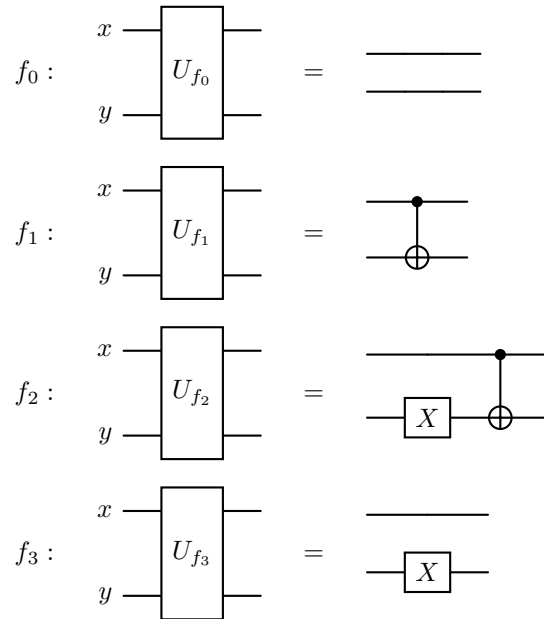 x
f₀ : U_{f₀} =
y
x
f₁ : U_{f₁} =
y
x
f₂ : U_{f₂} = X
y
x
f₃ : U_{f₃} = X
y